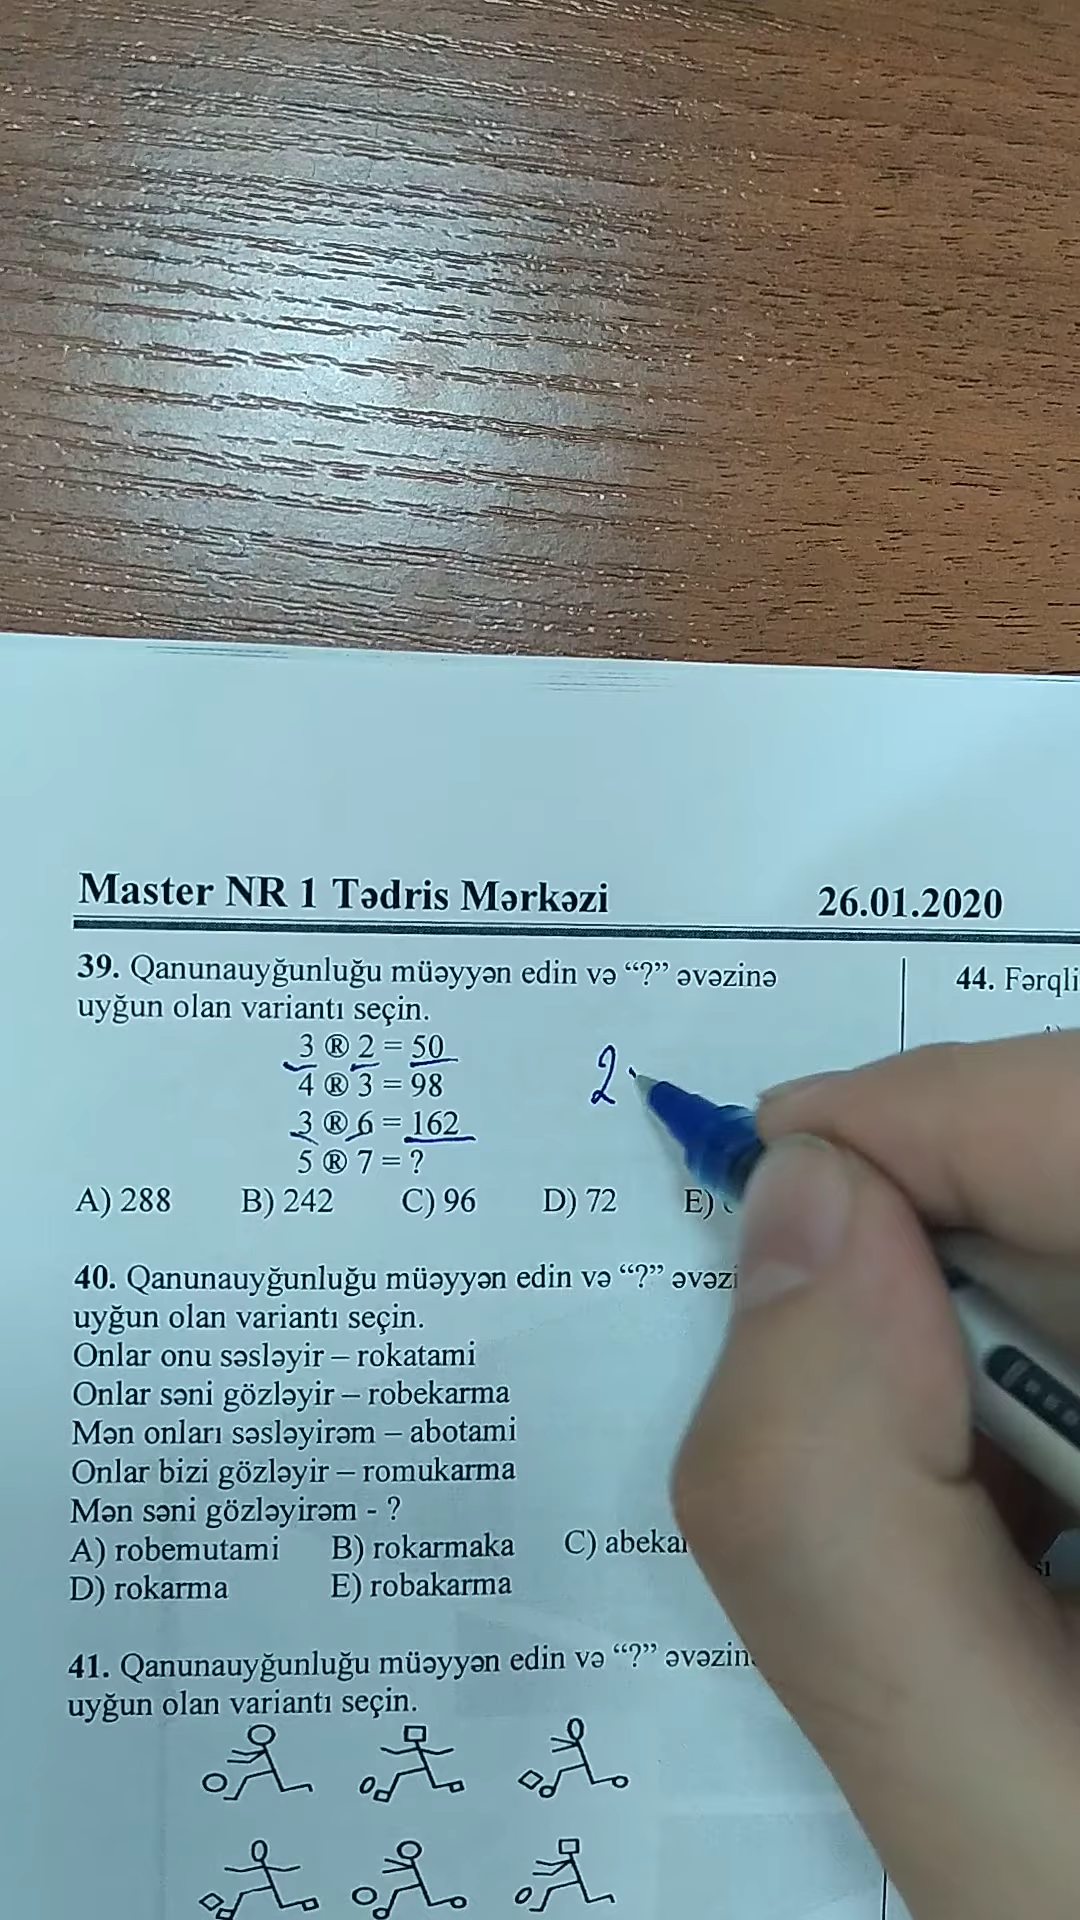 Master NR 1 Tədris Mərkəzi 26.01.2020
39. Qanunauyğunluğu müəyyən edin və “?” əvəzinə
uyğun olan variantı seçin.
3 ® 2 = 50
4 ® 3 = 98
3 ® 6 = 162
5 ® 7 = ?
2
A) 288 B) 242 C) 96 D) 72 E)
40. Qanunauyğunluğu müəyyən edin və “?”
uyğun olan variantı seçin.
Onlar onu səsləyir – rokatami
Onlar səni gözləyir – robekarma
Mən onları səsləyirəm – abotami
Onlar bizi gözləyir – romukarma
Mən səni gözləyirəm - ?
A) robemutami B) rokarmaka C)
D) rokarma E) robakarma
41. Qanunauyğunluğu müəyyən edin və “?”
uyğun olan variantı seçin.
44. Fərqli